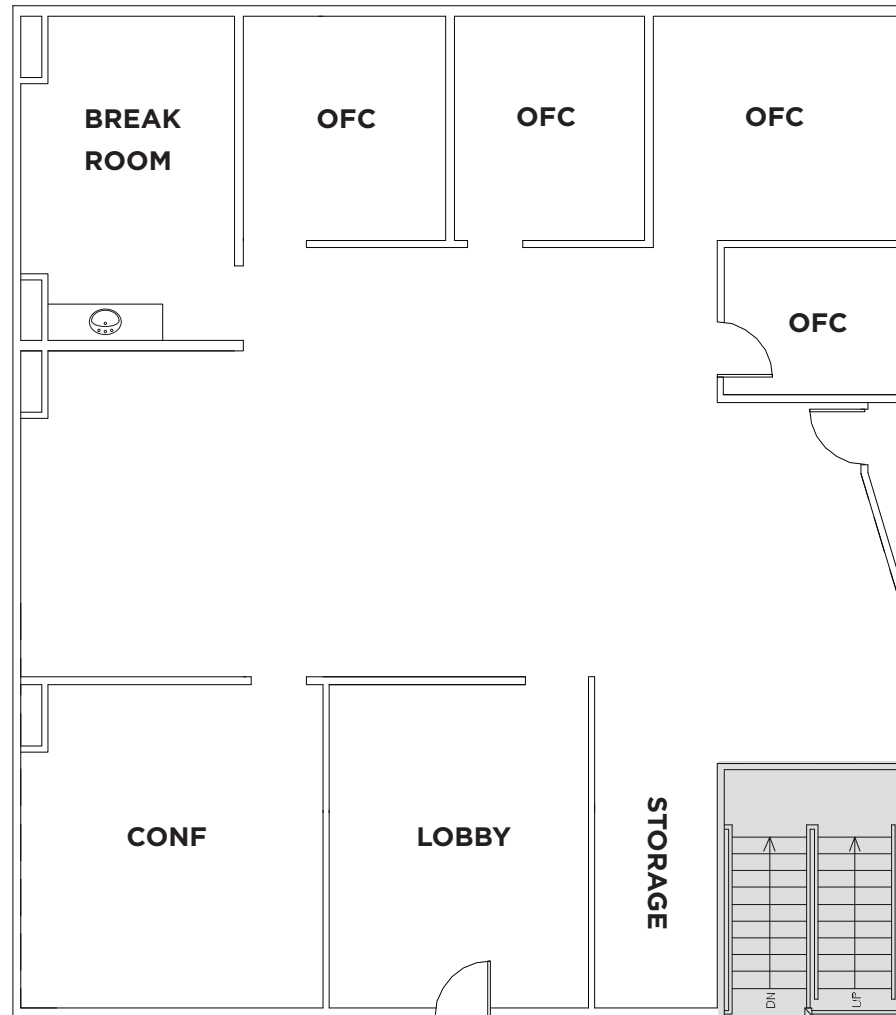 BREAK
ROOM
OFC
OFC
OFC
OFC
CONF
LOBBY
STORAGE
DN
UP